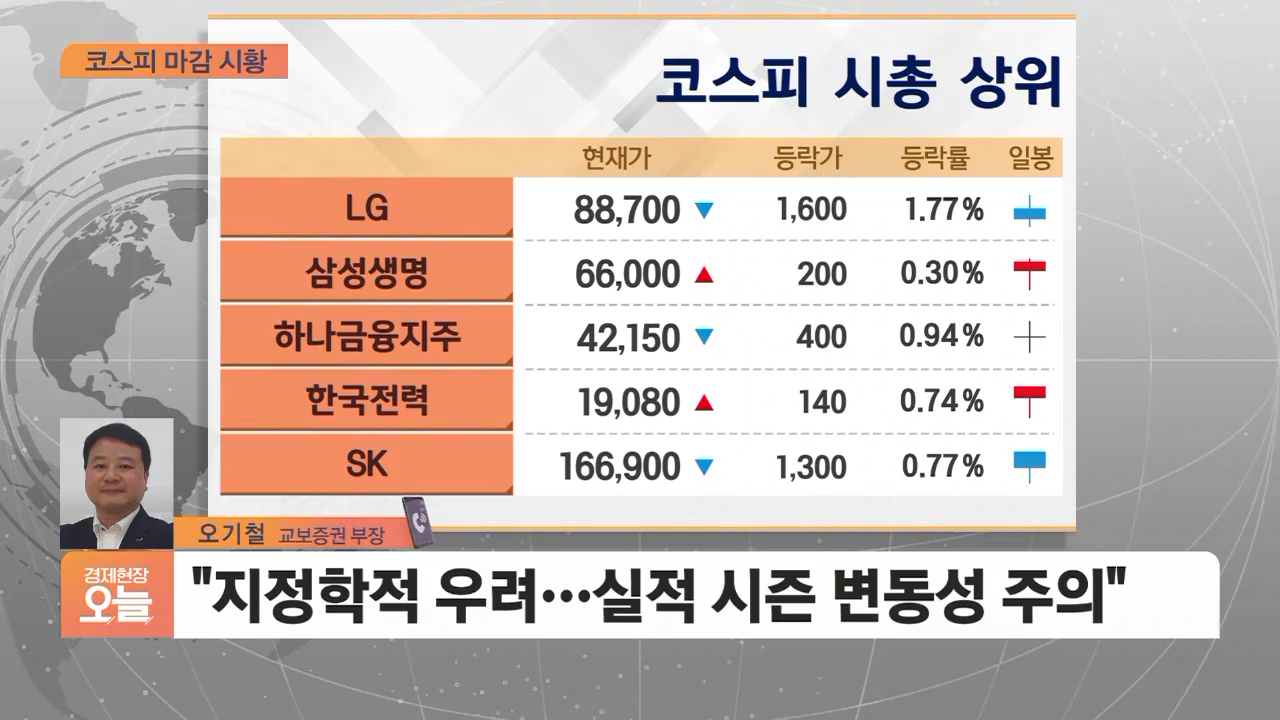 코스피 마감 시황
코스피 시총 상위
현재가 등락가 등락률 일봉
LG 88,700 ▼ 1,600 1.77%
삼성생명 66,000 ▲ 200 0.30%
하나금융지주 42,150 ▼ 400 0.94%
한국전력 19,080 ▲ 140 0.74%
SK 166,900 ▼ 1,300 0.77%
오기철 교보증권 부장
경제현장
오늘
"지정학적 우려…실적 시즌 변동성 주의"